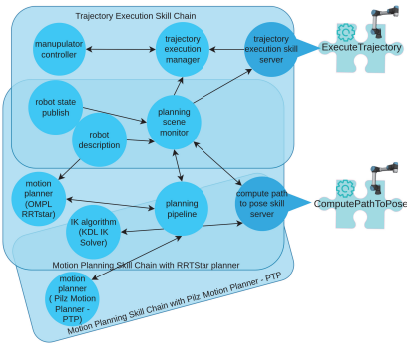 Trajectory Execution Skill Chain
manupulator
controller
trajectory
execution
manager
trajectory
execution skill
server
ExecuteTrajectory
robot state
publish
robot
description
planning
scene
monitor
motion
planner
(OMPL
RRTstar)
IK algorithm
(KDL IK
Solver)
planning
pipeline
compute path
to pose skill
server
ComputePathToPose
Motion Planning Skill Chain with RRTStar planner
motion
planner
( Pilz Motion
Planner -
PTP)
Motion Planning Skill Chain with Pilz Motion Planner - PTP